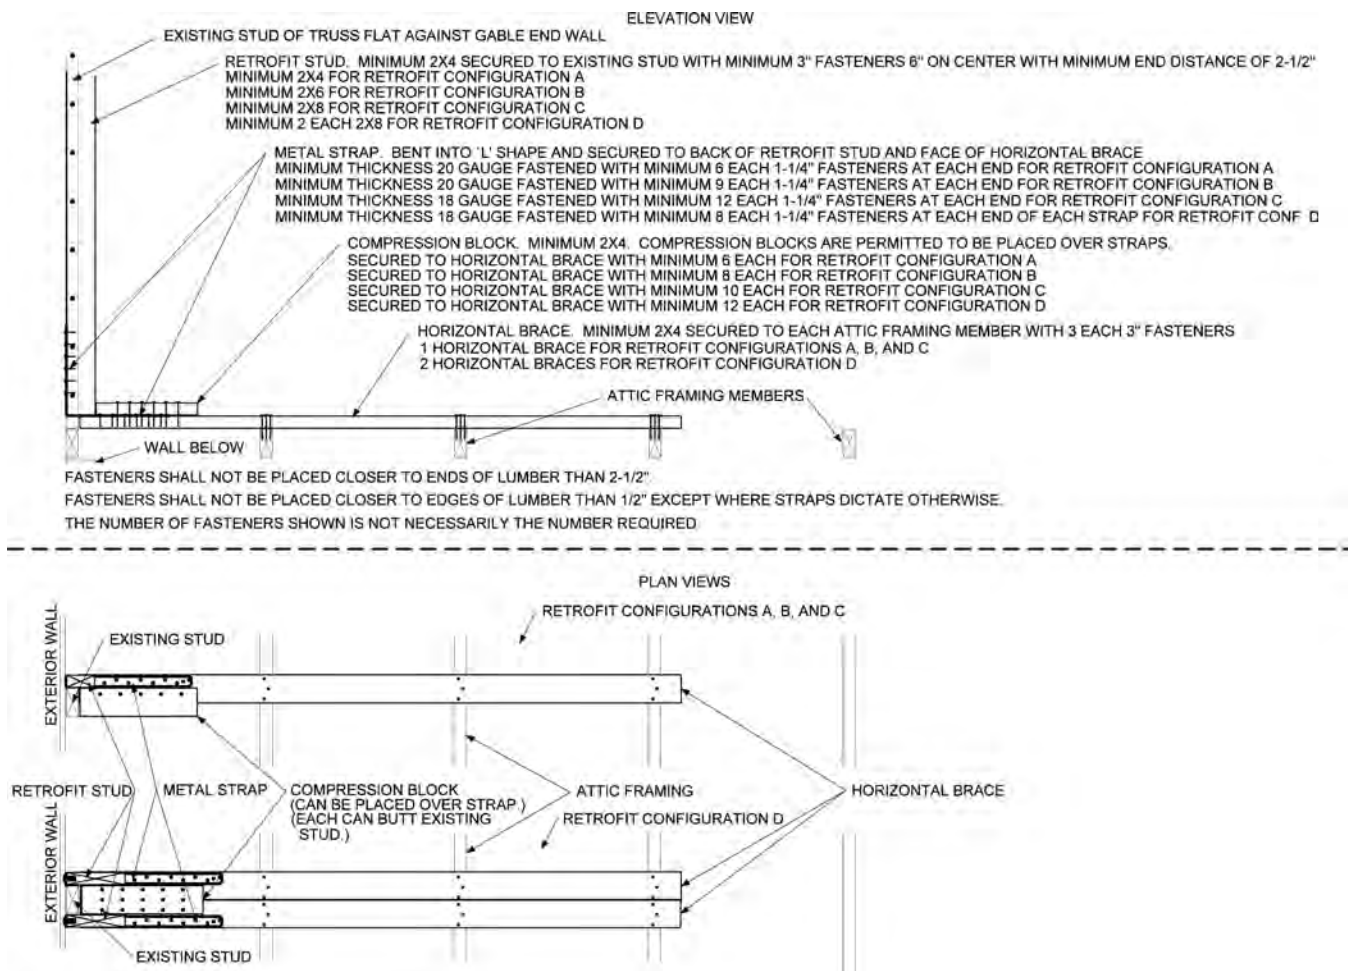 ELEVATION VIEW
EXISTING STUD OF TRUSS FLAT AGAINST GABLE END WALL
RETROFIT STUD. MINIMUM 2X4 SECURED TO EXISTING STUD WITH MINIMUM 3" FASTENERS 6" ON CENTER WITH MINIMUM END DISTANCE OF 2-1/2"
MINIMUM 2X4 FOR RETROFIT CONFIGURATION A
MINIMUM 2X6 FOR RETROFIT CONFIGURATION B
MINIMUM 2X8 FOR RETROFIT CONFIGURATION C
MINIMUM 2 EACH 2X8 FOR RETROFIT CONFIGURATION D
METAL STRAP. BENT INTO 'L' SHAPE AND SECURED TO BACK OF RETROFIT STUD AND FACE OF HORIZONTAL BRACE
MINIMUM THICKNESS 20 GAUGE FASTENED WITH MINIMUM 6 EACH 1-1/4" FASTENERS AT EACH END FOR RETROFIT CONFIGURATION A
MINIMUM THICKNESS 20 GAUGE FASTENED WITH MINIMUM 9 EACH 1-1/4" FASTENERS AT EACH END FOR RETROFIT CONFIGURATION B
MINIMUM THICKNESS 18 GAUGE FASTENED WITH MINIMUM 12 EACH 1-1/4" FASTENERS AT EACH END FOR RETROFIT CONFIGURATION C
MINIMUM THICKNESS 18 GAUGE FASTENED WITH MINIMUM 8 EACH 1-1/4" FASTENERS AT EACH END OF EACH STRAP FOR RETROFIT CONF D
COMPRESSION BLOCK. MINIMUM 2X4. COMPRESSION BLOCKS ARE PERMITTED TO BE PLACED OVER STRAPS.
SECURED TO HORIZONTAL BRACE WITH MINIMUM 6 EACH FOR RETROFIT CONFIGURATION A
SECURED TO HORIZONTAL BRACE WITH MINIMUM 8 EACH FOR RETROFIT CONFIGURATION B
SECURED TO HORIZONTAL BRACE WITH MINIMUM 10 EACH FOR RETROFIT CONFIGURATION C
SECURED TO HORIZONTAL BRACE WITH MINIMUM 12 EACH FOR RETROFIT CONFIGURATION D
HORIZONTAL BRACE. MINIMUM 2X4 SECURED TO EACH ATTIC FRAMING MEMBER WITH 3 EACH 3" FASTENERS
1 HORIZONTAL BRACE FOR RETROFIT CONFIGURATIONS A, B, AND C
2 HORIZONTAL BRACES FOR RETROFIT CONFIGURATION D
ATTIC FRAMING MEMBERS
WALL BELOW
FASTENERS SHALL NOT BE PLACED CLOSER TO ENDS OF LUMBER THAN 2-1/2"
FASTENERS SHALL NOT BE PLACED CLOSER TO EDGES OF LUMBER THAN 1/2" EXCEPT WHERE STRAPS DICTATE OTHERWISE.
THE NUMBER OF FASTENERS SHOWN IS NOT NECESSARILY THE NUMBER REQUIRED
PLAN VIEWS
RETROFIT CONFIGURATIONS A, B, AND C
EXTERIOR WALL
EXISTING STUD
RETROFIT STUD
METAL STRAP
COMPRESSION BLOCK
(CAN BE PLACED OVER STRAP.)
(EACH CAN BUTT EXISTING
STUD.)
ATTIC FRAMING
HORIZONTAL BRACE
RETROFIT CONFIGURATION D
EXTERIOR WALL
EXISTING STUD